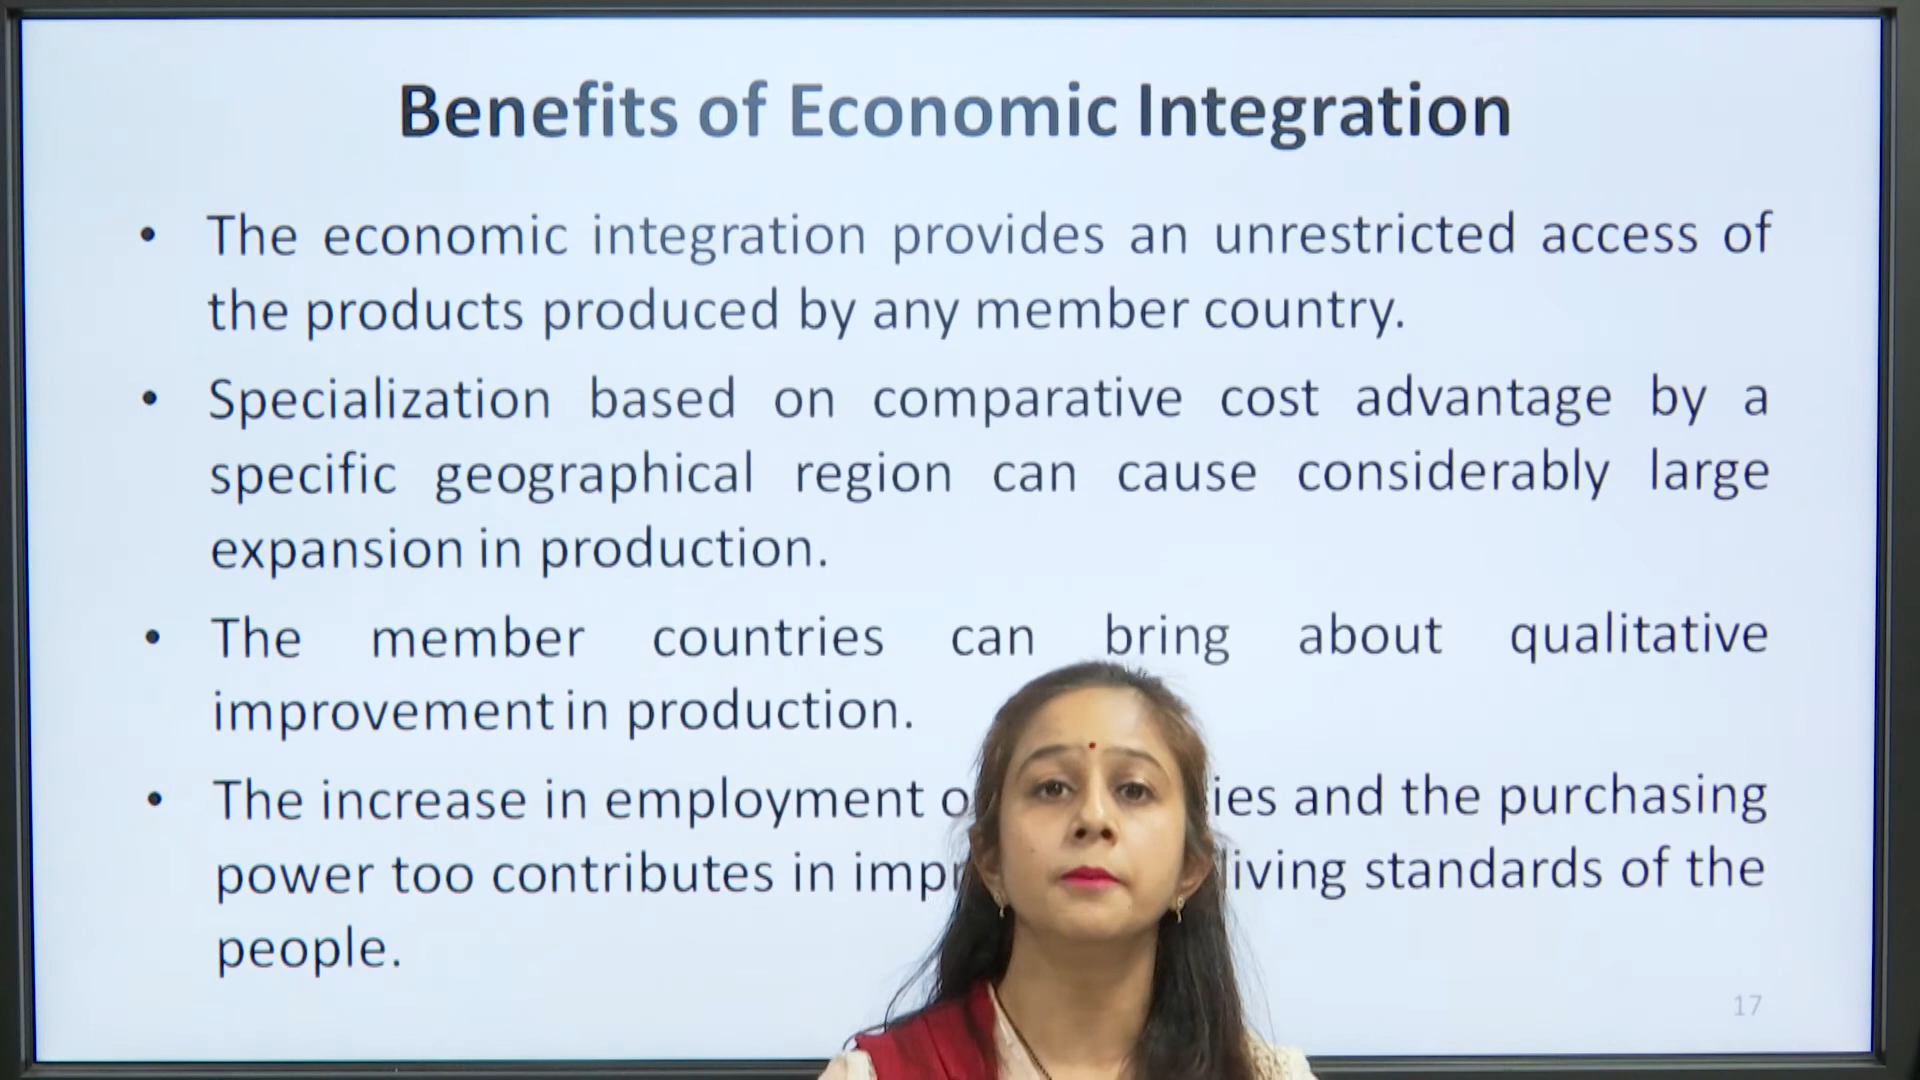 Benefits of Economic Integration
• The economic integration provides an unrestricted access of
the products produced by any member country.
• Specialization based on comparative cost advantage by a
specific geographical region can cause considerably large
expansion in production.
• The member countries can bring about qualitative
improvement in production.
• The increase in employment and the purchasing
power too contributes in living standards of the
people.
17